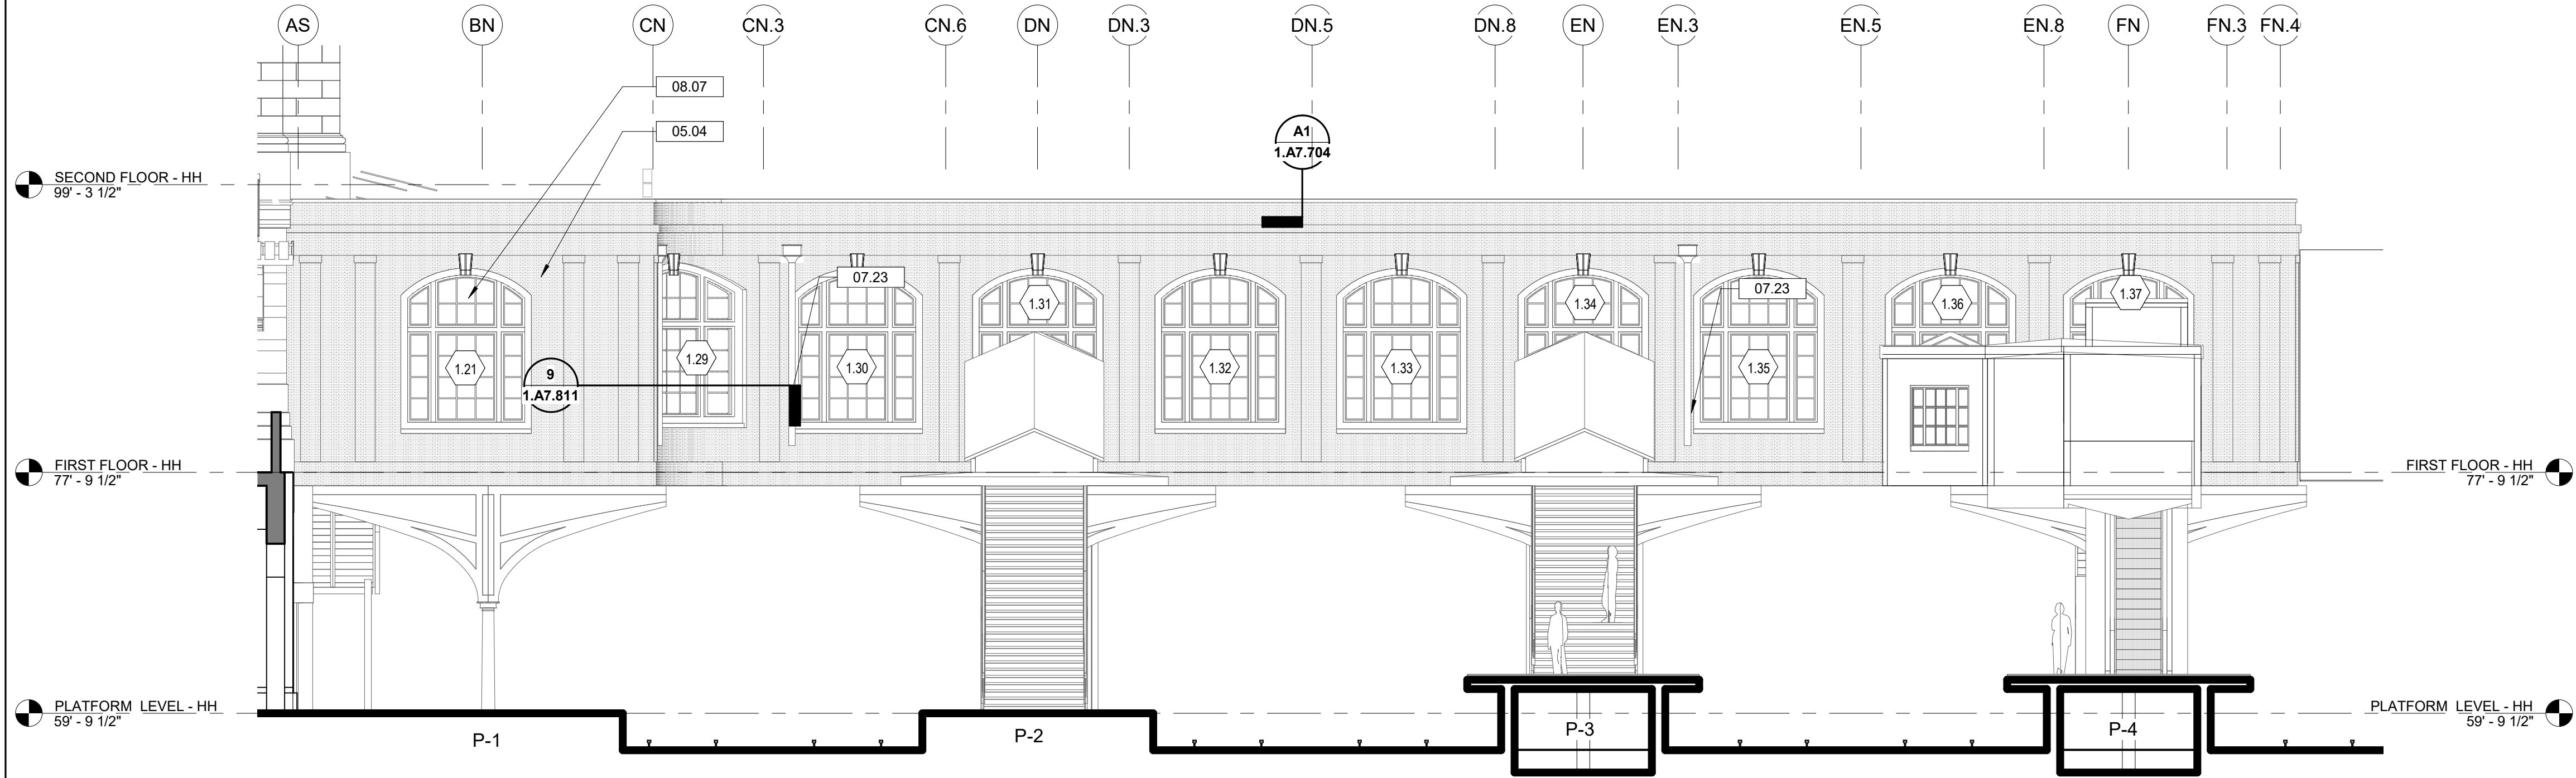 AS BN CN CN.3 CN.6 DN DN.3 DN.5 DN.8 EN EN.3 EN.5 EN.8 FN FN.3 FN.4
08.07
05.04
A1
1.A7.704
SECOND FLOOR - HH
99' - 3 1/2"
07.23
07.23
1.31
1.34
1.36
1.37
1.21
1.29
1.30
1.32
1.33
1.35
9
1.A7.811
FIRST FLOOR - HH
77' - 9 1/2"
FIRST FLOOR - HH
77' - 9 1/2"
PLATFORM LEVEL - HH
59' - 9 1/2"
PLATFORM LEVEL - HH
59' - 9 1/2"
P-1
P-2
P-3
P-4